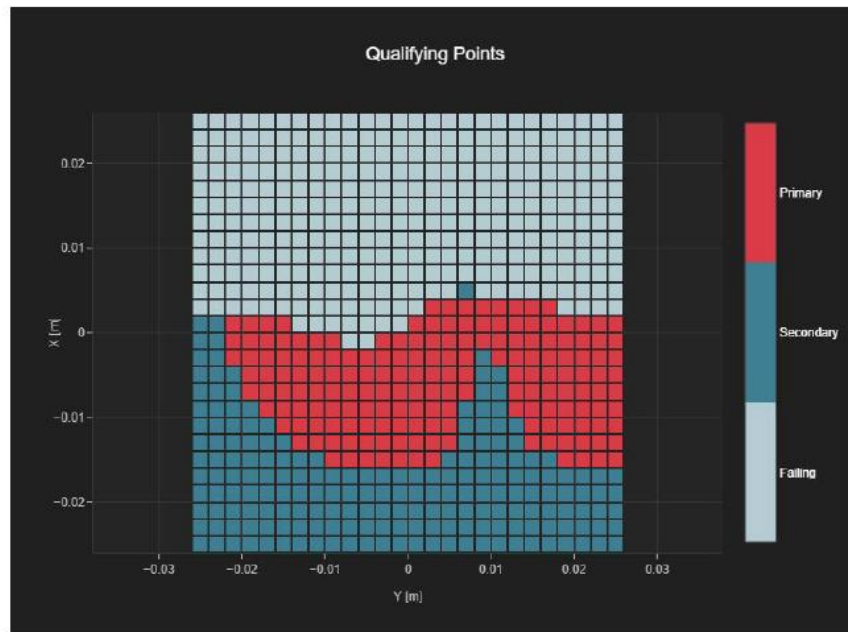 Qualifying Points
0.02
0.01
0
−0.01
−0.02
X [m]
−0.03
−0.02
−0.01
0
0.01
0.02
0.03
Y [m]
Primary
Secondary
Failing